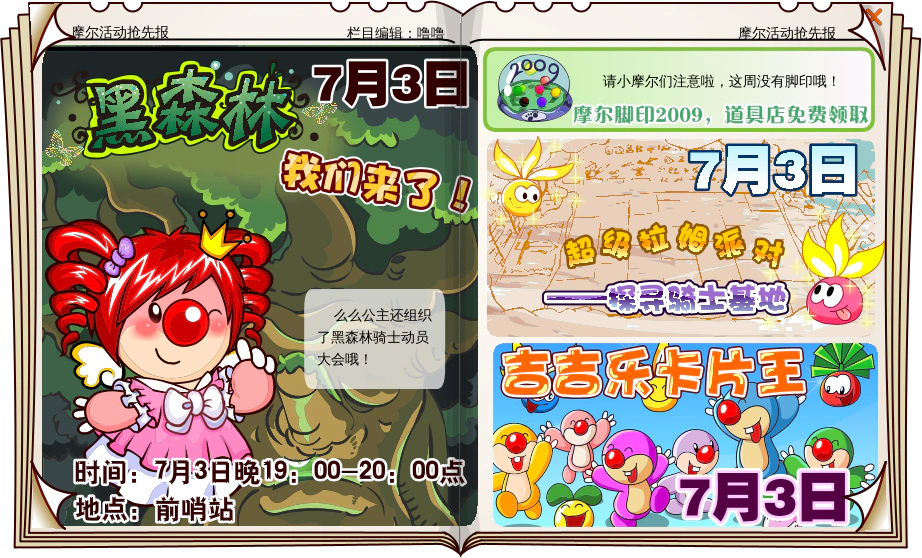 摩尔活动抢先报
栏目编辑：噜噜
黑森林
7月3日
我们来了！
么么公主还组织
了黑森林骑士动员
大会哦！
时间：7月3日晚19：00-20：00点
地点：前哨站
摩尔活动抢先报
2009
请小摩尔们注意啦，这周没有脚印哦！
摩尔脚印2009，道具店免费领取
7月3日
超级拉姆派对
——探寻骑士基地
吉吉乐卡片王
7月3日